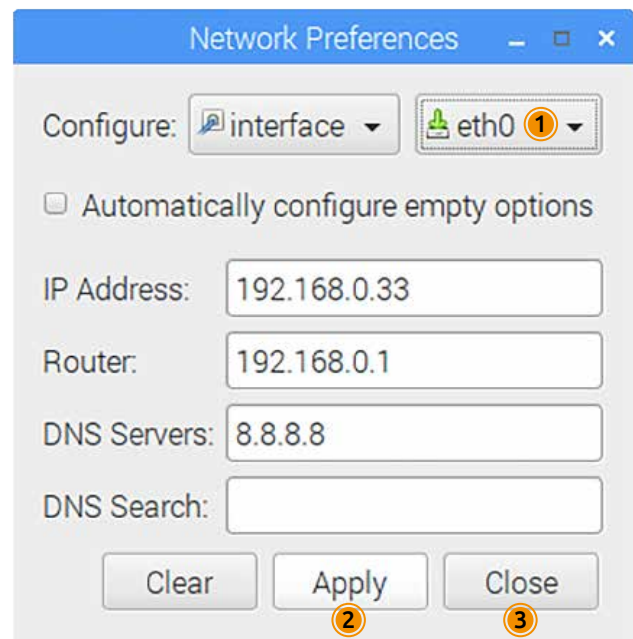 Network Preferences
Configure: interface eth0 1
Automatically configure empty options
IP Address: 192.168.0.33
Router: 192.168.0.1
DNS Servers: 8.8.8.8
DNS Search:
Clear Apply Close
2 3